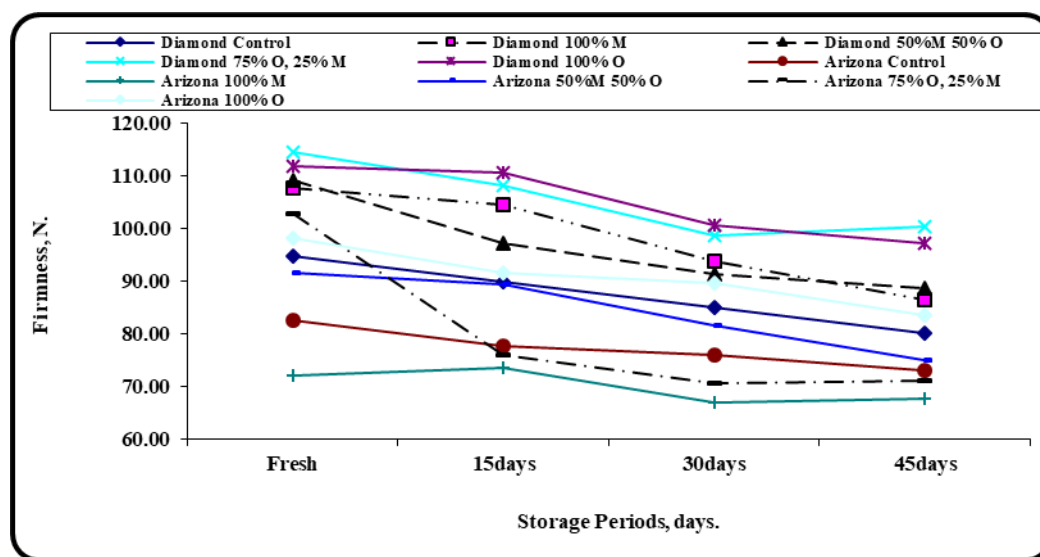 Diamond Control Diamond 100% M Diamond 50%M 50% O
Diamond 75% O, 25% M Diamond 100% O Arizona Control
Arizona 100% M Arizona 50%M 50% O Arizona 75% O, 25% M
Arizona 100% O
120.00
110.00
100.00
90.00
80.00
70.00
60.00
Firmness, N.
Fresh 15days 30days 45days
Storage Periods, days.